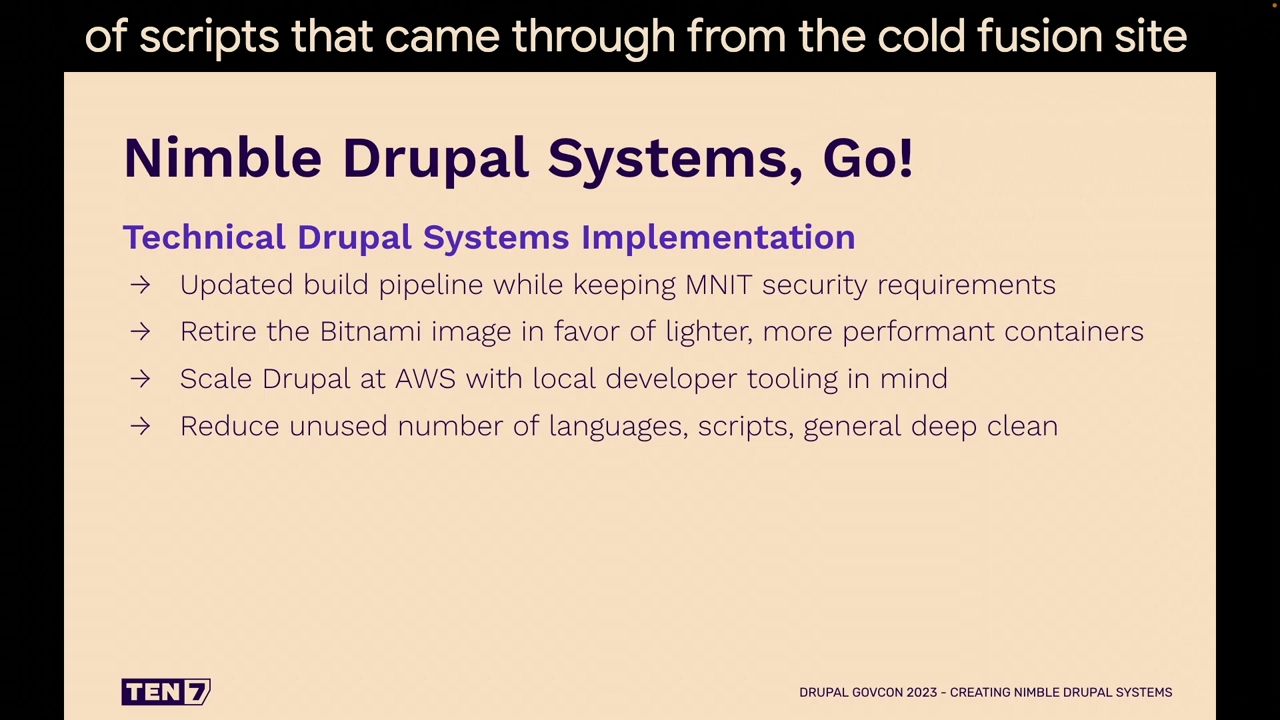 of scripts that came through from the cold fusion site
Nimble Drupal Systems, Go!
Technical Drupal Systems Implementation
→ Updated build pipeline while keeping MNIT security requirements
→ Retire the Bitnami image in favor of lighter, more performant containers
→ Scale Drupal at AWS with local developer tooling in mind
→ Reduce unused number of languages, scripts, general deep clean
TEN7
DRUPAL GOVCON 2023 - CREATING NIMBLE DRUPAL SYSTEMS